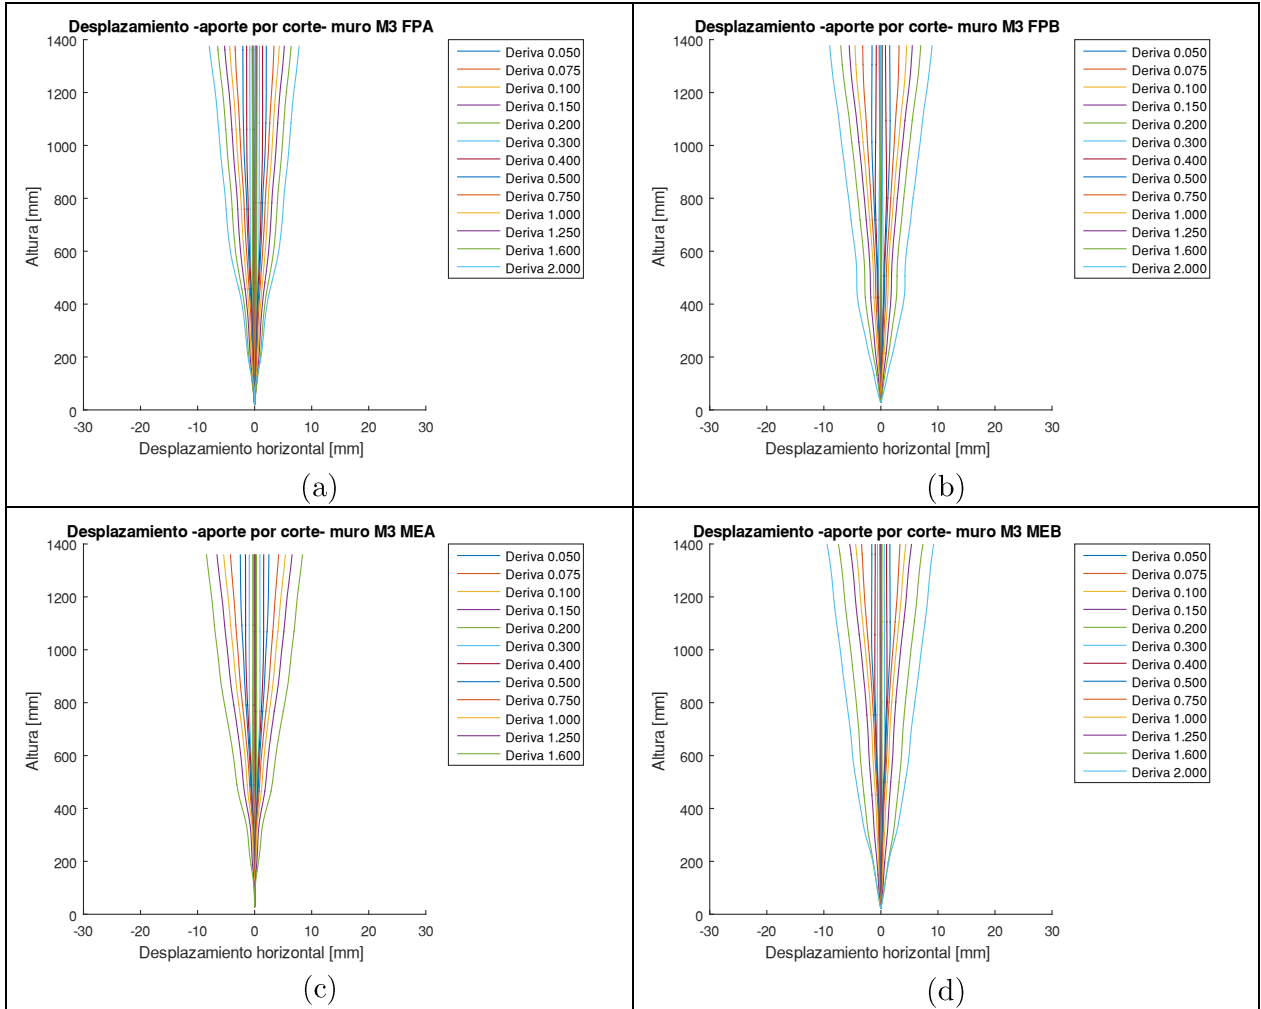 Desplazamiento -aporte por corte- muro M3 FPA
1400
1200
1000
800
600
400
200
0
Altura [mm]
-30 -20 -10 0 10 20 30
Desplazamiento horizontal [mm]
Deriva 0.050
Deriva 0.075
Deriva 0.100
Deriva 0.150
Deriva 0.200
Deriva 0.300
Deriva 0.400
Deriva 0.500
Deriva 0.750
Deriva 1.000
Deriva 1.250
Deriva 1.600
Deriva 2.000
(a)
Desplazamiento -aporte por corte- muro M3 FPB
1400
1200
1000
800
600
400
200
0
Altura [mm]
-30 -20 -10 0 10 20 30
Desplazamiento horizontal [mm]
Deriva 0.050
Deriva 0.075
Deriva 0.100
Deriva 0.150
Deriva 0.200
Deriva 0.300
Deriva 0.400
Deriva 0.500
Deriva 0.750
Deriva 1.000
Deriva 1.250
Deriva 1.600
Deriva 2.000
(b)
Desplazamiento -aporte por corte- muro M3 MEA
1400
1200
1000
800
600
400
200
0
Altura [mm]
-30 -20 -10 0 10 20 30
Desplazamiento horizontal [mm]
Deriva 0.050
Deriva 0.075
Deriva 0.100
Deriva 0.150
Deriva 0.200
Deriva 0.300
Deriva 0.400
Deriva 0.500
Deriva 0.750
Deriva 1.000
Deriva 1.250
Deriva 1.600
(c)
Desplazamiento -aporte por corte- muro M3 MEB
1400
1200
1000
800
600
400
200
0
Altura [mm]
-30 -20 -10 0 10 20 30
Desplazamiento horizontal [mm]
Deriva 0.050
Deriva 0.075
Deriva 0.100
Deriva 0.150
Deriva 0.200
Deriva 0.300
Deriva 0.400
Deriva 0.500
Deriva 0.750
Deriva 1.000
Deriva 1.250
Deriva 1.600
Deriva 2.000
(d)